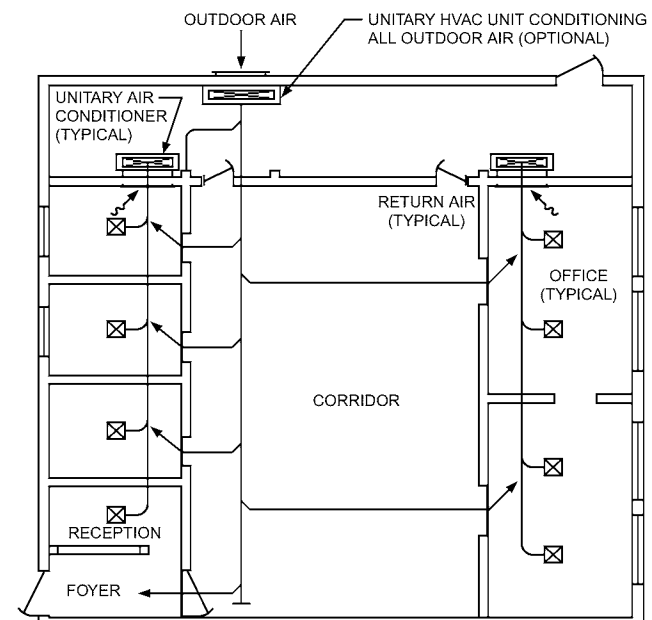 OUTDOOR AIR
UNITARY HVAC UNIT CONDITIONING
ALL OUTDOOR AIR (OPTIONAL)
UNITARY AIR
CONDITIONER
(TYPICAL)
RETURN AIR
(TYPICAL)
OFFICE
(TYPICAL)
CORRIDOR
RECEPTION
FOYER